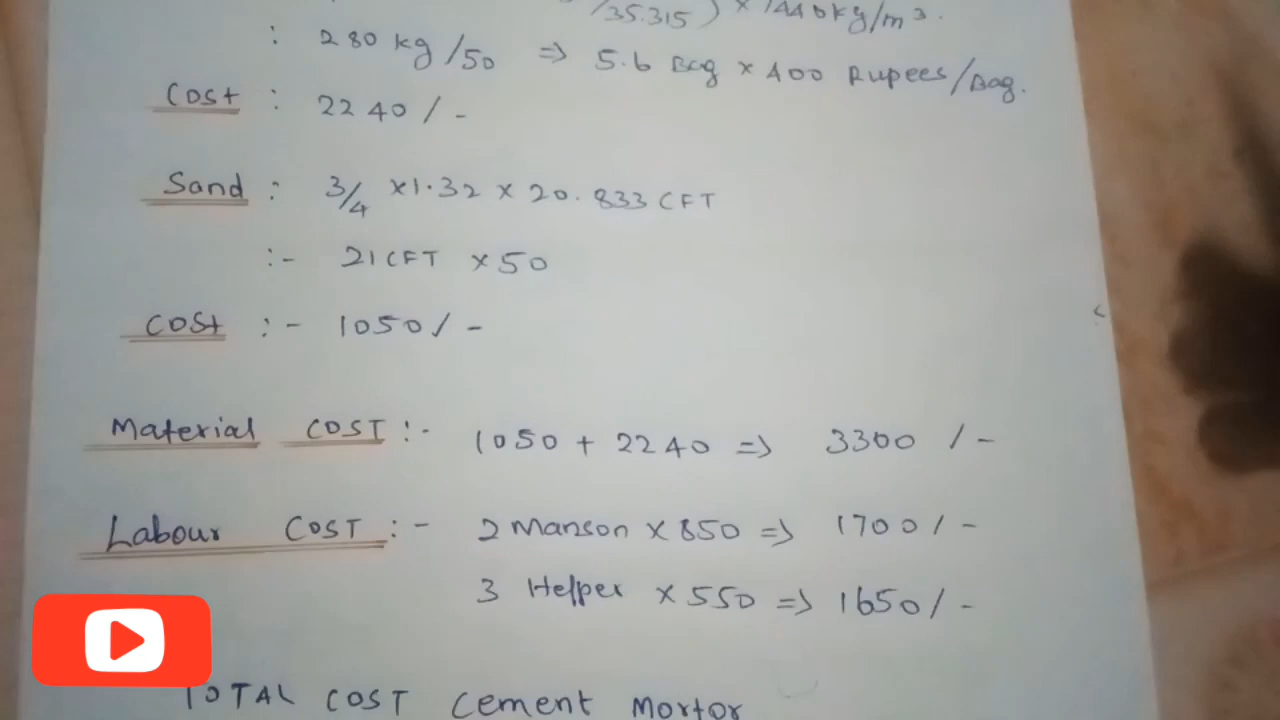 /35.315) × 1440kg/m³.
: 280 kg/50 => 5.6 Bag × 400 Rupees/Bag.
Cost : 2240/-
Sand : 3/4 ×1.32 × 20.833 CFT
:- 21 CFT ×50
Cost :- 1050/-
Material COST :- 1050 + 2240 => 3300 /-
Labour COST :- 2 Manson ×850 => 1700/-
3 Helper ×550 => 1650/-
TOTAL COST Cement Mortor